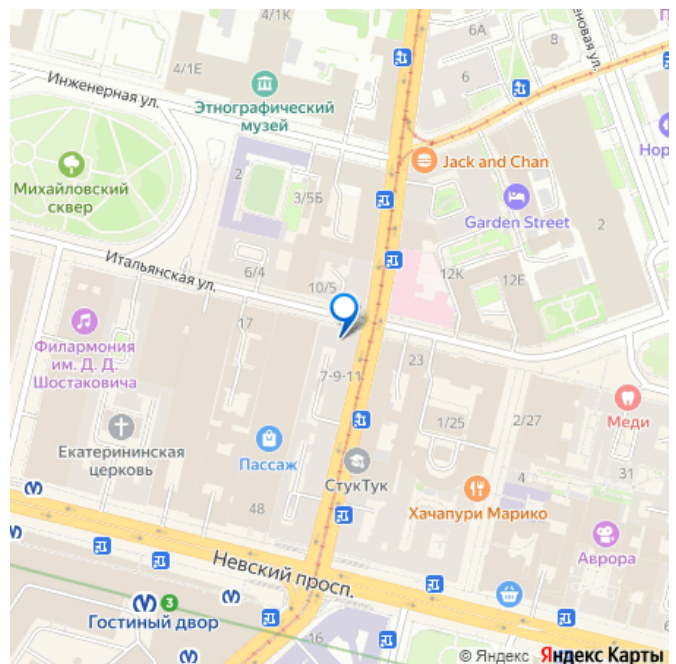 4/1К
6А
8
еновая ул.
4/1Е
6
Инженерная ул.
Этнографический
музей
Jack and Chan
Нор
Михайловский
сквер
2
3/5Б
Garden Street
2
Итальянская ул.
6/4
10/5
12К
12Е
17
Филармония
им. Д. Д.
Шостаковича
7-9-11
23
Меди
1/25
2/27
Екатерининская
церковь
Пассаж
СтукТук
31
4
48
Хачапури Марико
Аврора
Невский просп.
3
Гостиный двор
16
© Яндекс Яндекс Карты